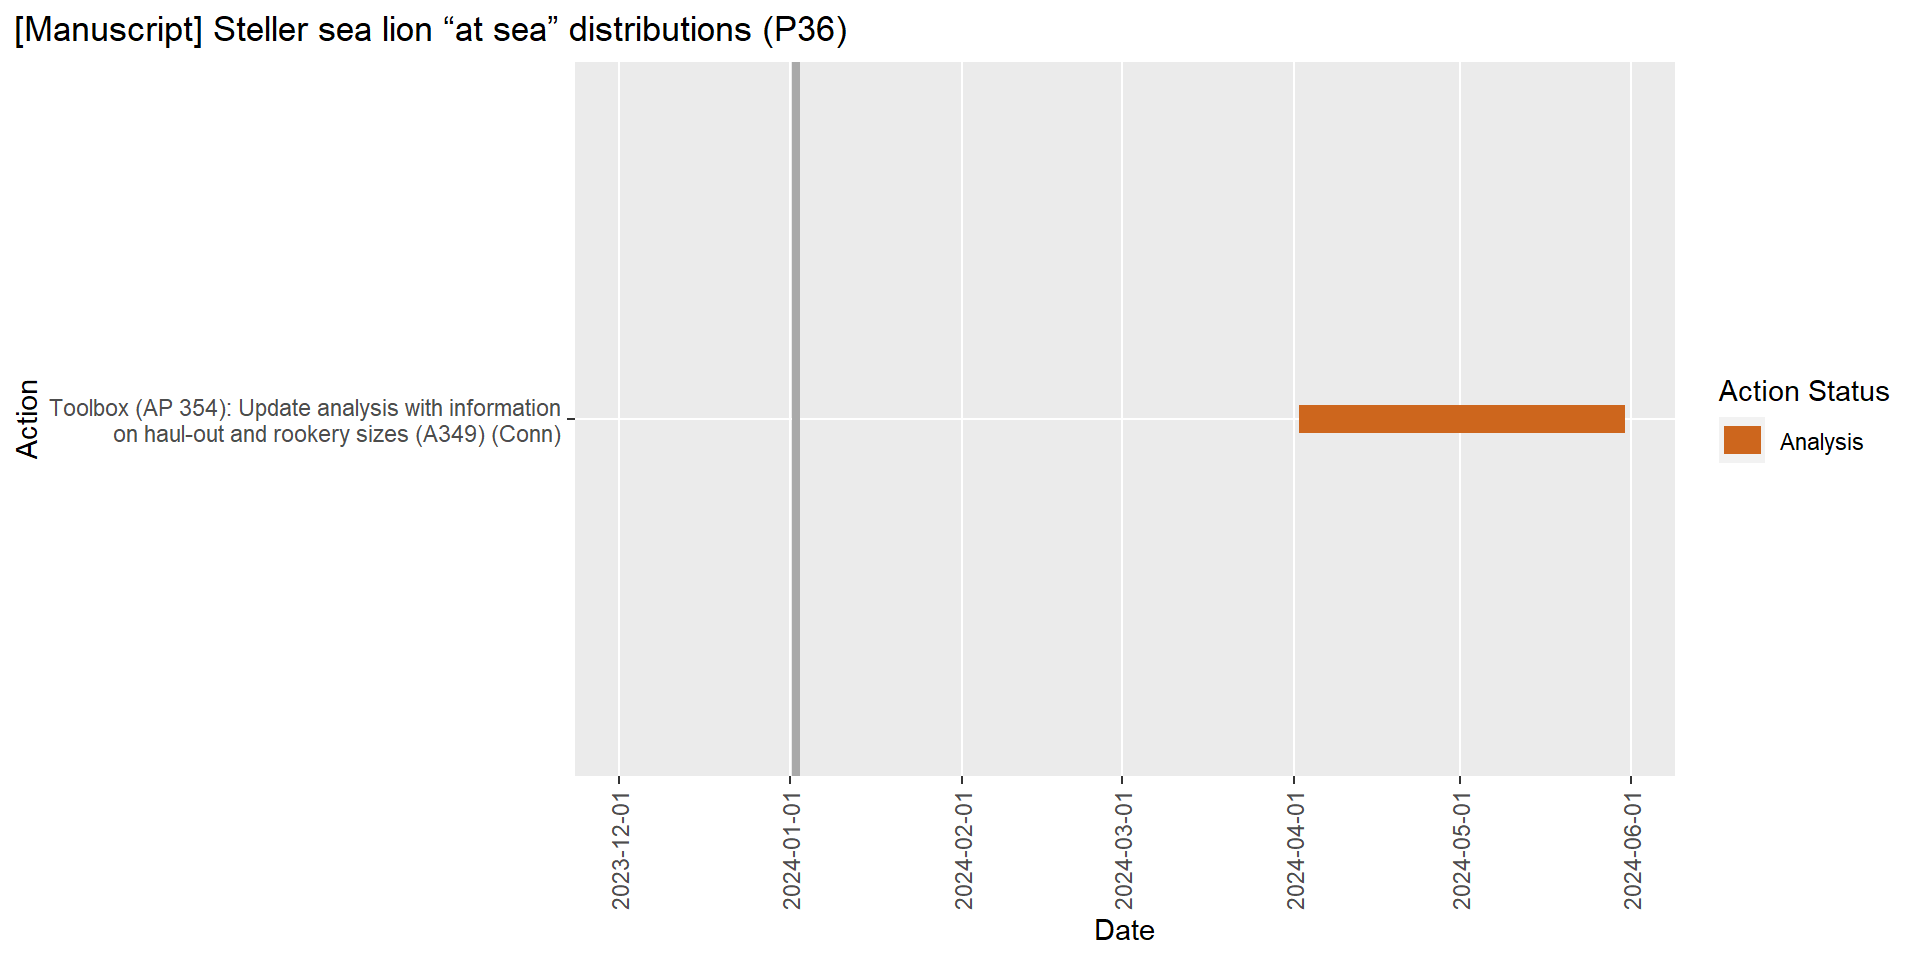 [Manuscript] Steller sea lion “at sea” distributions (P36)
Action
Toolbox (AP 354): Update analysis with information
on haul-out and rookery sizes (A349) (Conn)
Action Status
Analysis
2023-12-01
2024-01-01
2024-02-01
2024-03-01
2024-04-01
2024-05-01
2024-06-01
Date